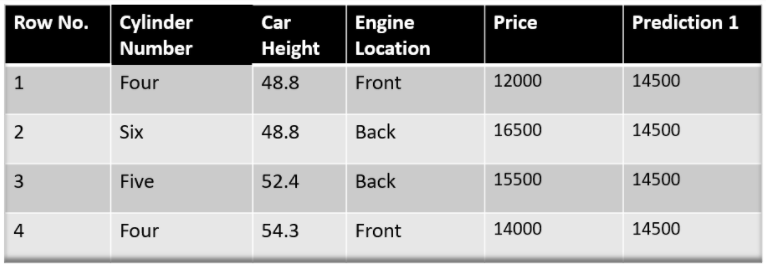 Row No. Cylinder Number Car Height Engine Location Price Prediction 1
1 Four 48.8 Front 12000 14500
2 Six 48.8 Back 16500 14500
3 Five 52.4 Back 15500 14500
4 Four 54.3 Front 14000 14500